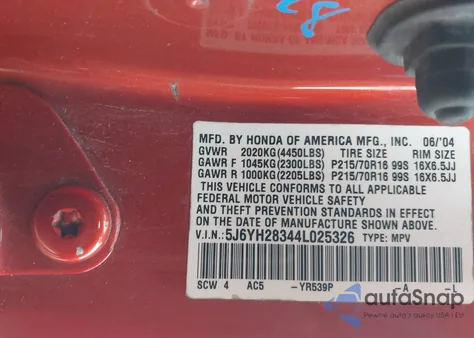 28
MFD. BY HONDA OF AMERICA MFG., INC. 06/'04
GVWR 2020KG(4450LBS) TIRE SIZE RIM SIZE
GAWR F 1045KG(2300LBS) P215/70R16 99S 16X6.5JJ
GAWR R 1000KG(2205LBS) P215/70R16 99S 16X6.5JJ
THIS VEHICLE CONFORMS TO ALL APPLICABLE
FEDERAL MOTOR VEHICLE SAFETY
AND THEFT PREVENTION STANDARDS IN EFFECT
ON THE DATE OF MANUFACTURE SHOWN ABOVE.
V.I.N.: 5J6YH28344L025326 TYPE: MPV
SCW 4 AC5 -YR539P -A -L
autoSnap